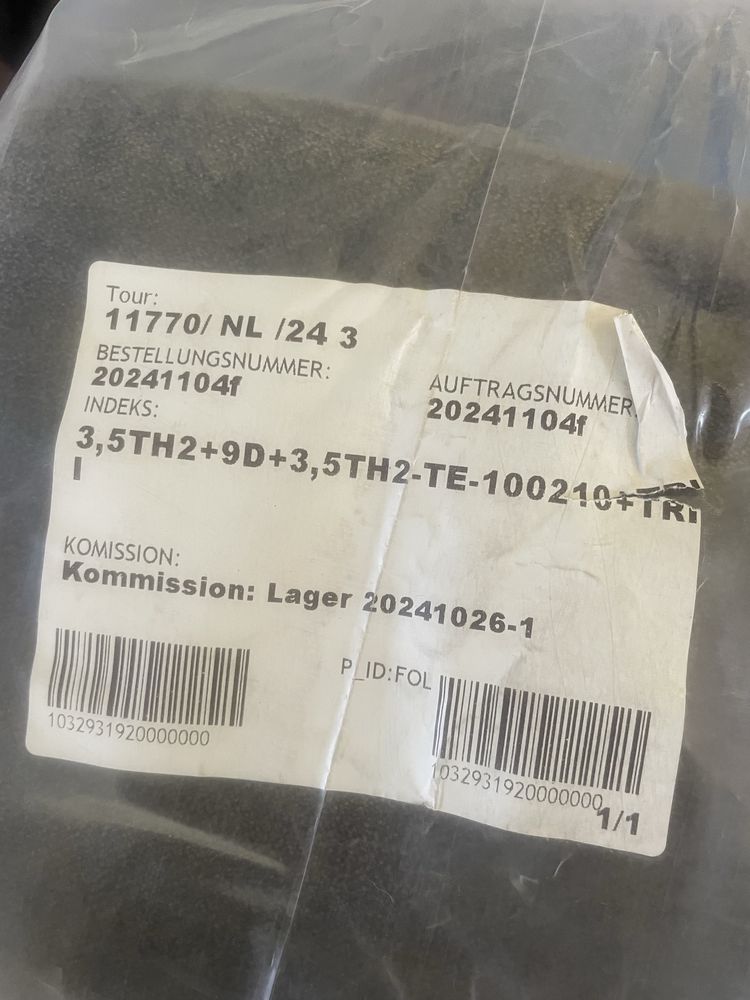 Tour:
11770/ NL /24 3
BESTELLUNGSNUMMER:
20241104f
AUFTRAGSNUMMER:
20241104f
INDEKS:
3,5TH2+9D+3,5TH2-TE-100210+TRI
I
KOMISSION:
Kommission: Lager 20241026-1
P_ID:FOL
1032931920000000
1032931920000000
1/1